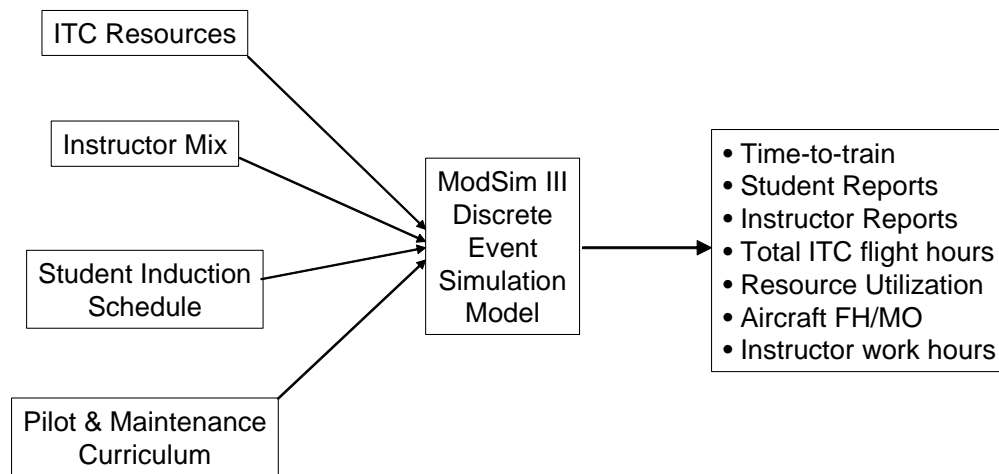 ITC Resources
Instructor Mix
Student Induction
Schedule
Pilot & Maintenance
Curriculum
ModSim III
Discrete
Event
Simulation
Model
• Time-to-train
• Student Reports
• Instructor Reports
• Total ITC flight hours
• Resource Utilization
• Aircraft FH/MO
• Instructor work hours